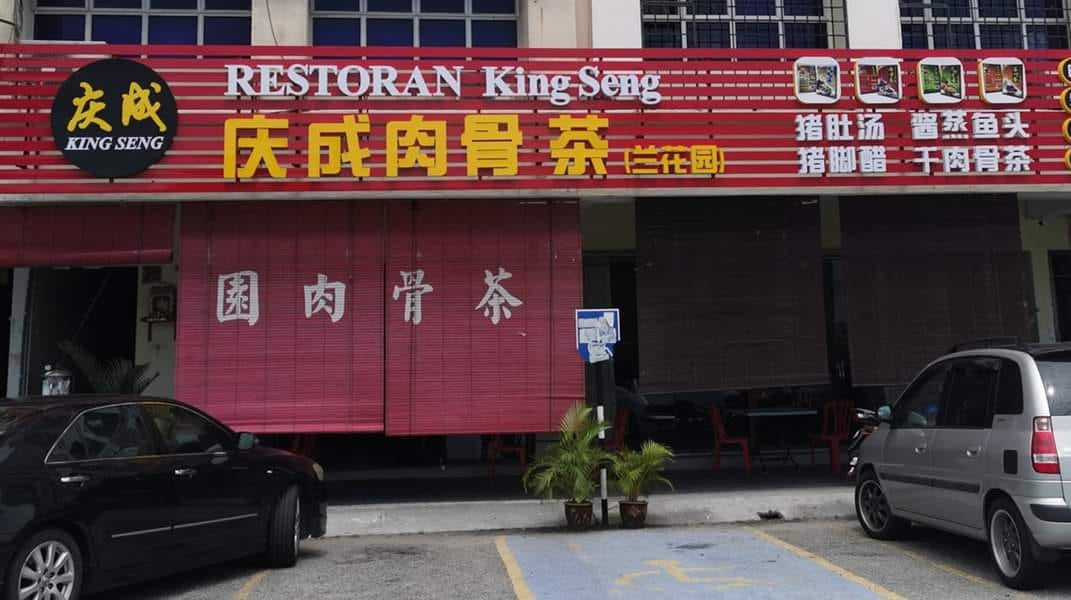 庆成
KING SENG
RESTORAN King Seng
庆成肉骨茶(兰花园)
猪肚汤 酱蒸鱼头
猪脚醋 干肉骨茶
園肉骨茶